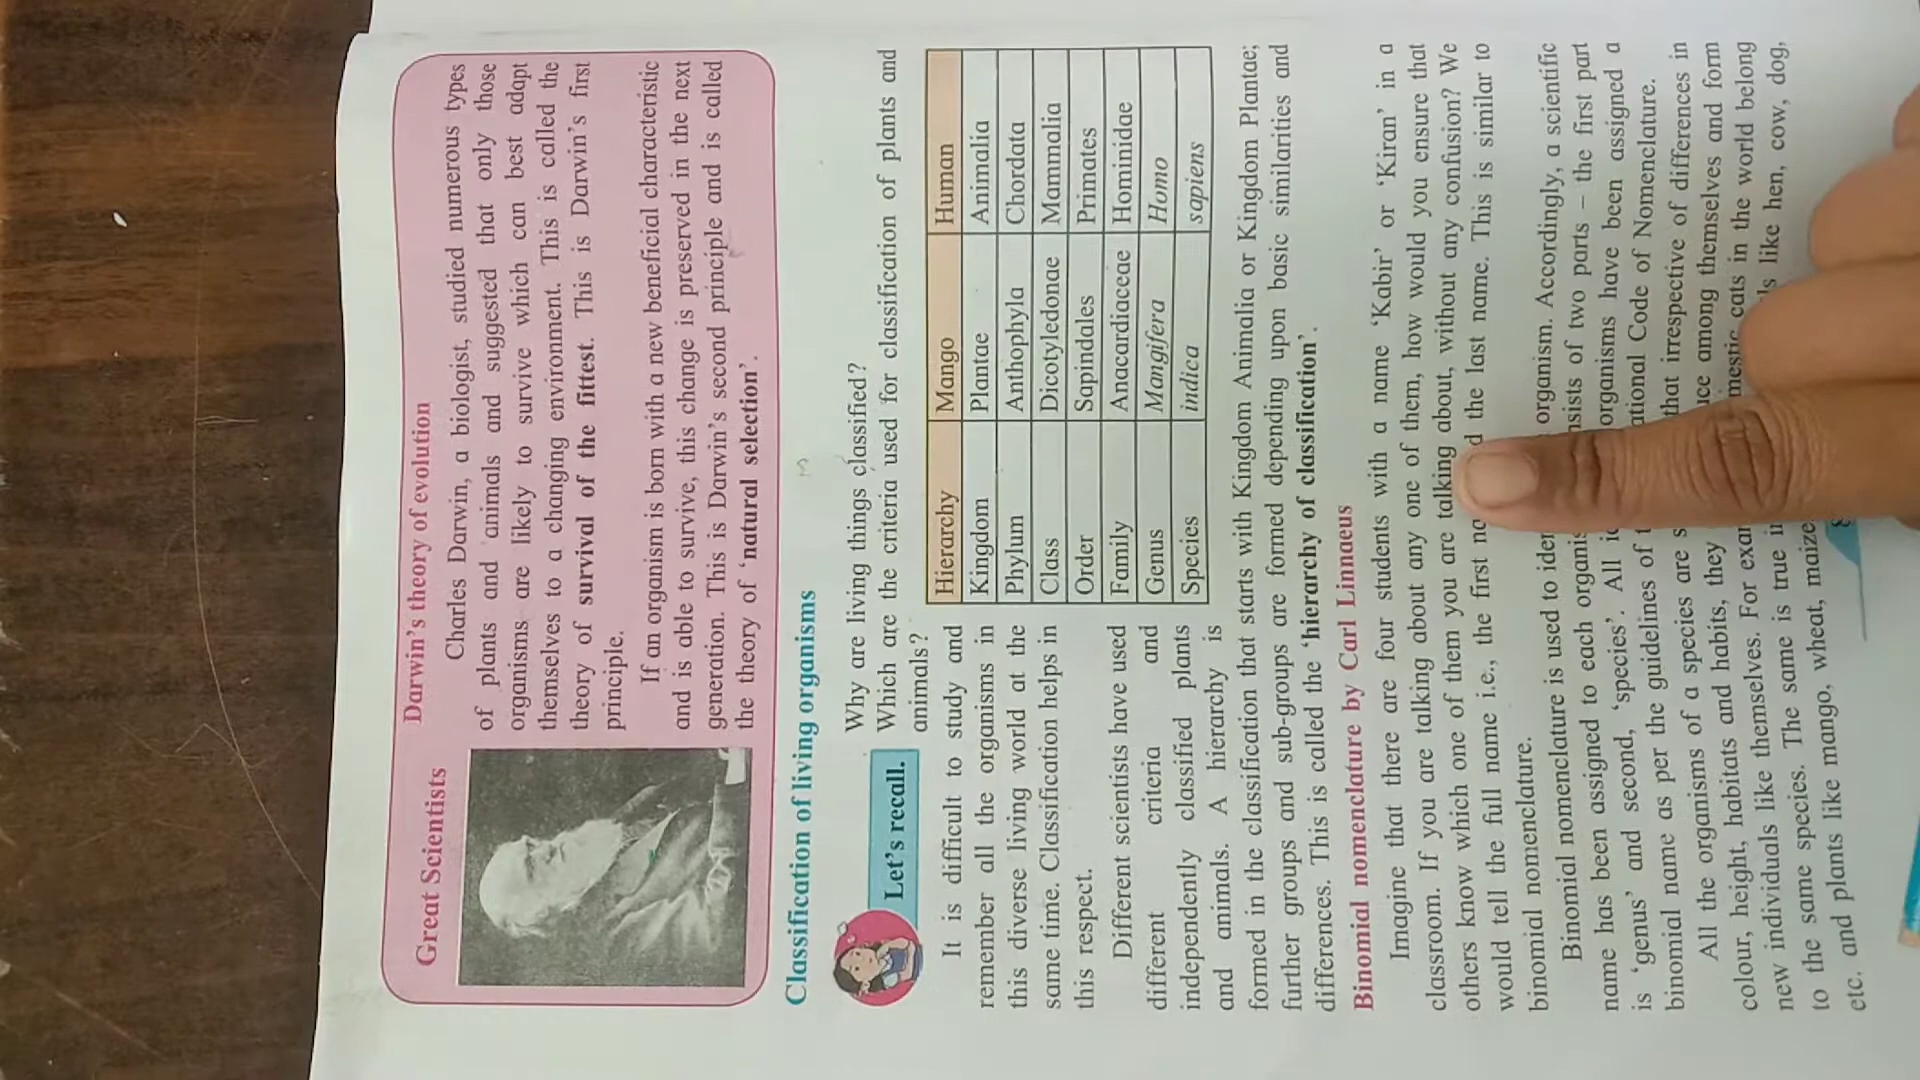 Great Scientists
Darwin's theory of evolution
Charles Darwin, a biologist, studied numerous types
of plants and animals and suggested that only those
organisms are likely to survive which can best adapt
themselves to a changing environment. This is called the
theory of survival of the fittest. This is Darwin's first
principle.
If an organism is born with a new beneficial characteristic
and is able to survive, this change is preserved in the next
generation. This is Darwin's second principle and is called
the theory of 'natural selection'.
Classification of living organisms
Let's recall.
Why are living things classified?
Which are the criteria used for classification of plants and
animals?
It is difficult to study and
remember all the organisms in
this diverse living world at the
same time. Classification helps in
this respect.
Different scientists have used
different criteria and
independently classified plants
and animals. A hierarchy is
Hierarchy Mango Human
Kingdom Plantae Animalia
Phylum Anthophyla Chordata
Class Dicotyledonae Mammalia
Order Sapindales Primates
Family Anacardiaceae Hominidae
Genus Mangifera Homo
Species indica sapiens
formed in the classification that starts with Kingdom Animalia or Kingdom Plantae;
further groups and sub-groups are formed depending upon basic similarities and
differences. This is called the 'hierarchy of classification'.
Binomial nomenclature by Carl Linnaeus
Imagine that there are four students with a name 'Kabir' or 'Kiran' in a
classroom. If you are talking about any one of them, how would you ensure that
others know which one of them you are talking about, without any confusion? We
would tell the full name i.e., the first the last name. This is similar to
binomial nomenclature.
Binomial nomenclature is used to organism. Accordingly, a scientific
name has been assigned to each of two parts – the first part
is 'genus' and second, 'species'. All organisms have been assigned a
binomial name as per the guidelines of Code of Nomenclature.
All the organisms of a species are that irrespective of differences in
colour, height, habitats and habits, they among themselves and form
new individuals like themselves. For cats in the world belong
to the same species. The same is true like hen, cow, dog,
etc. and plants like mango, wheat,